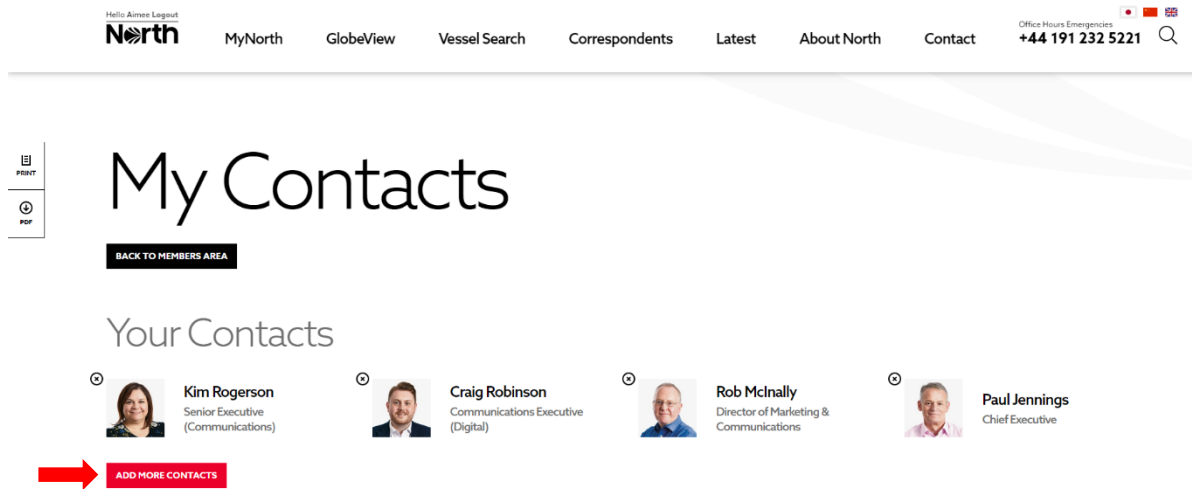 Hello Aimee Logout
North
MyNorth
GlobeView
Vessel Search
Correspondents
Latest
About North
Contact
Office Hours Emergencies
+44 191 232 5221
PRINT
PDF
My Contacts
BACK TO MEMBERS AREA
Your Contacts
Kim Rogerson
Senior Executive
(Communications)
Craig Robinson
Communications Executive
(Digital)
Rob McInally
Director of Marketing &
Communications
Paul Jennings
Chief Executive
ADD MORE CONTACTS